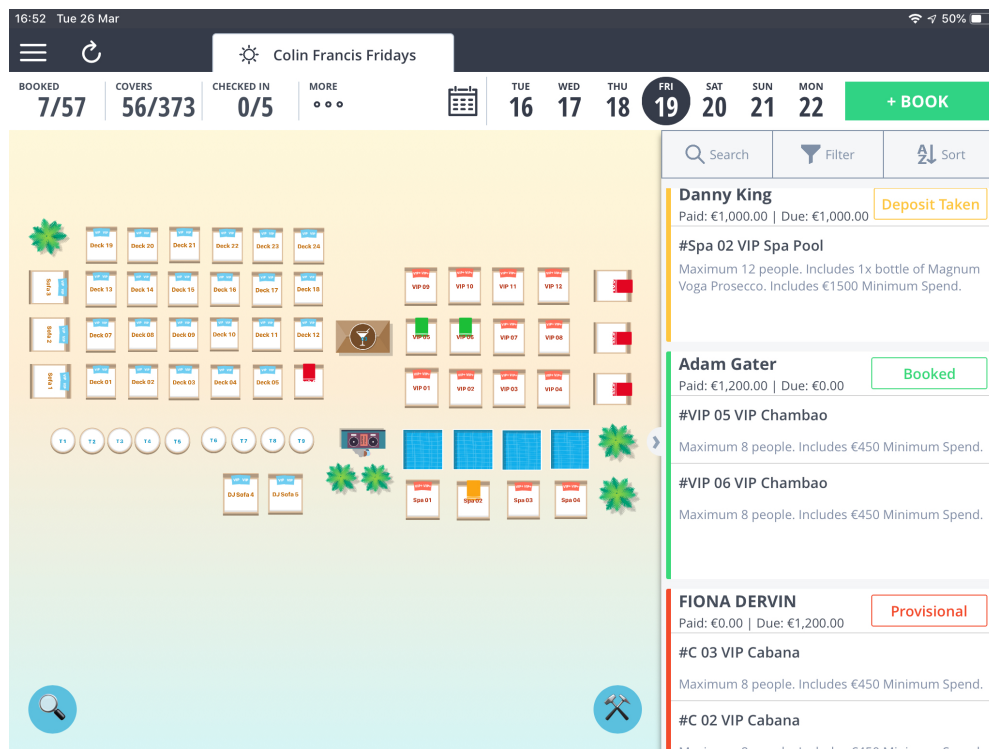 16:52 Tue 26 Mar
50%
Colin Francis Fridays
BOOKED COVERS CHECKED IN MORE
7/57 56/373 0/5
TUE WED THU FRI SAT SUN MON
16 17 18 19 20 21 22
+ BOOK
Search Filter Sort
Deck 19 Deck 20 Deck 21 Deck 22 Deck 23 Deck 24
Sofa 3 Deck 13 Deck 14 Deck 15 Deck 16 Deck 17 Deck 18
VIP 09 VIP 10 VIP 11 VIP 12
Sofa 2 Deck 07 Deck 08 Deck 09 Deck 10 Deck 11 Deck 12
VIP 05 VIP 06 VIP 07 VIP 08
Sofa 1 Deck 01 Deck 02 Deck 03 Deck 04 Deck 05
VIP 01 VIP 02 VIP 03 VIP 04
T1 T2 T3 T4 T5 T6 T7 T8 T9
DJ Sofa 4 DJ Sofa 5
Spa 01 Spa 02 Spa 03 Spa 04
Danny King
Deposit Taken
Paid: €1,000.00 | Due: €1,000.00
#Spa 02 VIP Spa Pool
Maximum 12 people. Includes 1x bottle of Magnum
Voga Prosecco. Includes €1500 Minimum Spend.
Adam Gater
Booked
Paid: €1,200.00 | Due: €0.00
#VIP 05 VIP Chambao
Maximum 8 people. Includes €450 Minimum Spend.
#VIP 06 VIP Chambao
Maximum 8 people. Includes €450 Minimum Spend.
FIONA DERVIN
Provisional
Paid: €0.00 | Due: €1,200.00
#C 03 VIP Cabana
Maximum 8 people. Includes €450 Minimum Spend.
#C 02 VIP Cabana